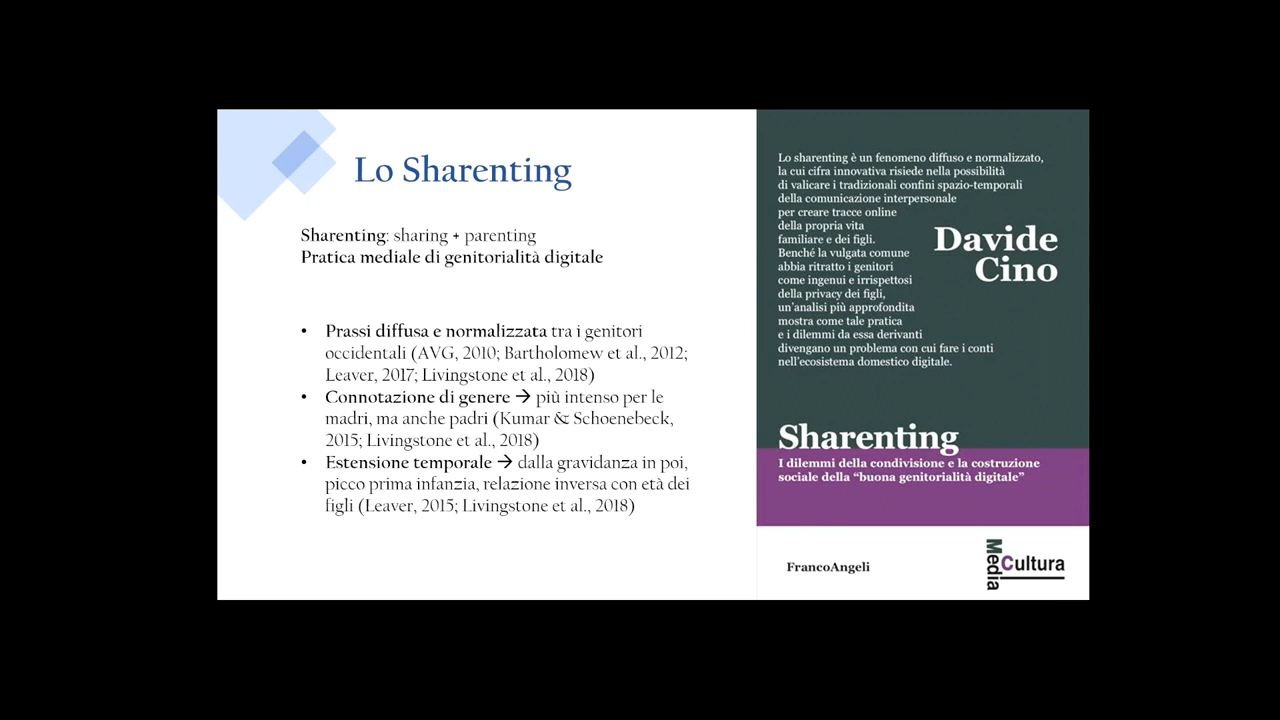 Lo Sharenting
Sharenting: sharing + parenting
Pratica mediale di genitorialità digitale
• Prassi diffusa e normalizzata tra i genitori
occidentali (AVG, 2010; Bartholomew et al., 2012;
Leaver, 2017; Livingstone et al., 2018)
• Connotazione di genere → più intenso per le
madri, ma anche padri (Kumar & Schoenebeck,
2015; Livingstone et al., 2018)
• Estensione temporale → dalla gravidanza in poi,
picco prima infanzia, relazione inversa con età dei
figli (Leaver, 2015; Livingstone et al., 2018)
Lo sharenting è un fenomeno diffuso e normalizzato,
la cui cifra innovativa risiede nella possibilità
di valicare i tradizionali confini spazio-temporali
della comunicazione interpersonale
per creare tracce online
della propria vita
familiare e dei figli.
Benché la vulgata comune
abbia ritratto i genitori
come ingenui e irrispettosi
della privacy dei figli,
un'analisi più approfondita
mostra come tale pratica
e i dilemmi da essa derivanti
divengano un problema con cui fare i conti
nell'ecosistema domestico digitale.
Davide
Cino
Sharenting
I dilemmi della condivisione e la costruzione
sociale della “buona genitorialità digitale”
FrancoAngeli
Media
Cultura